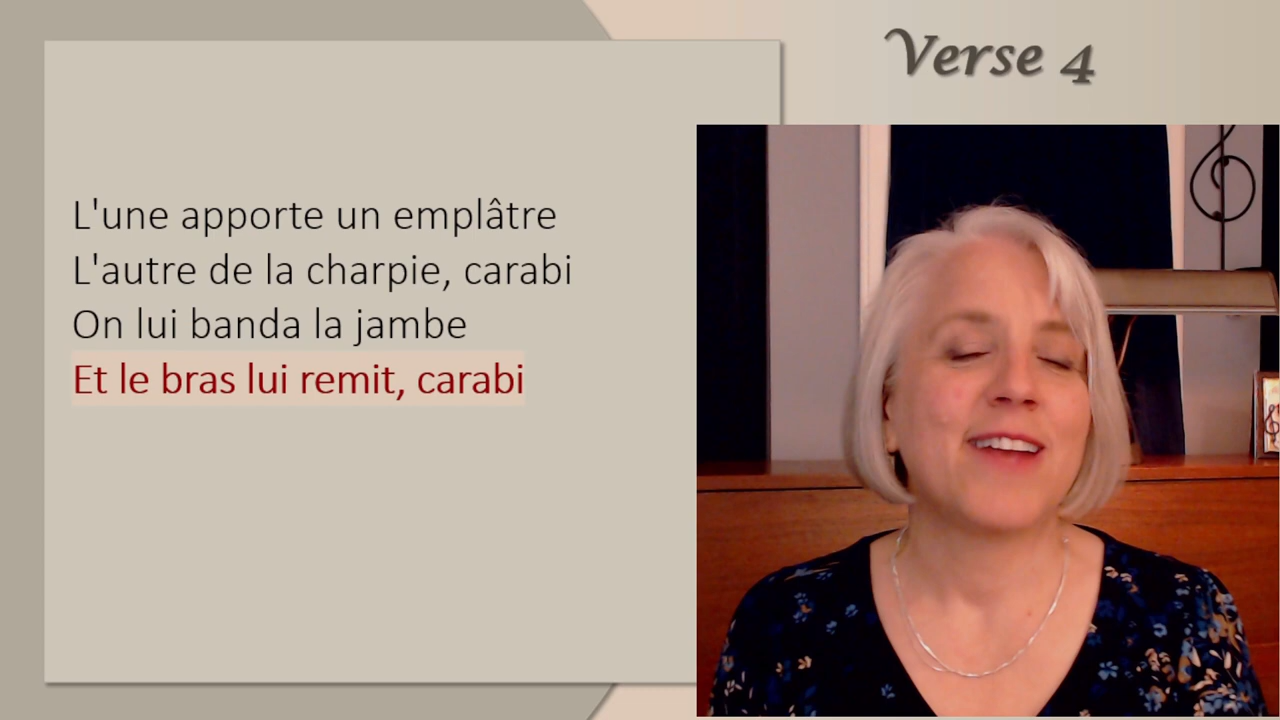 Verse 4
L'une apporte un emplâtre
L'autre de la charpie, carabi
On lui banda la jambe
Et le bras lui remit, carabi